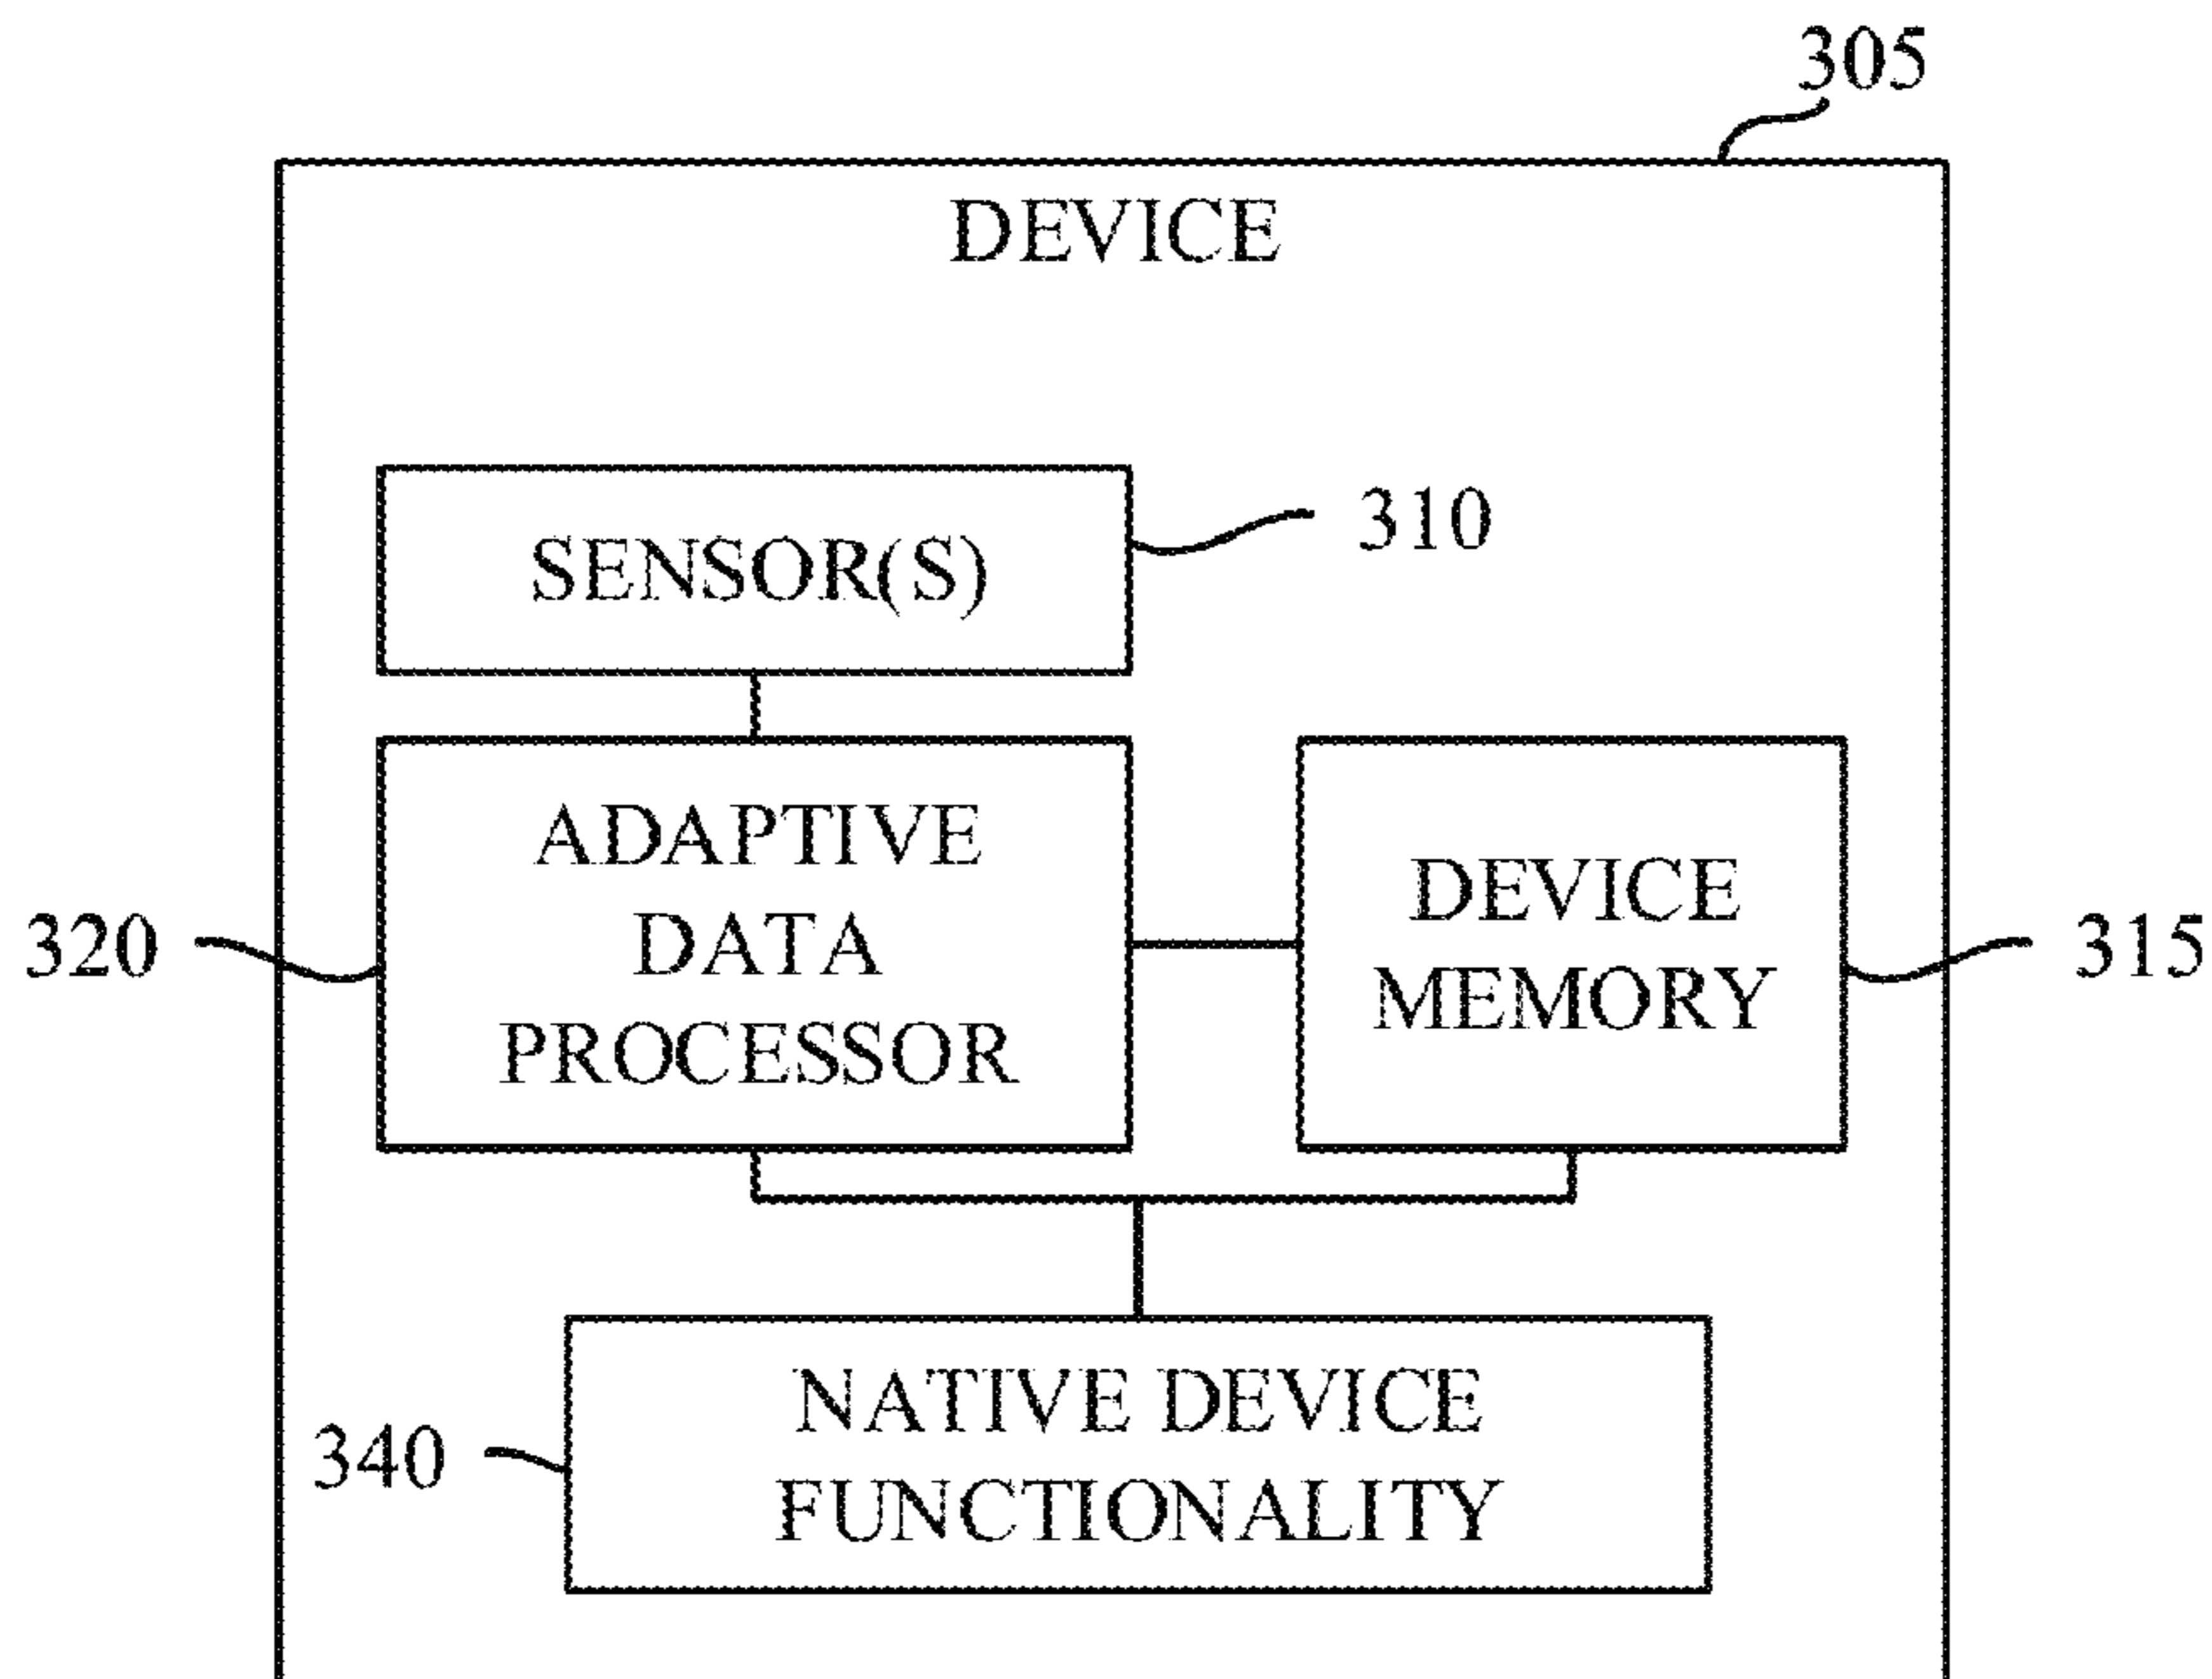 305
DEVICE
SENSOR(S)
310
ADAPTIVE
DATA
PROCESSOR
320
DEVICE
MEMORY
315
NATIVE DEVICE
FUNCTIONALITY
340